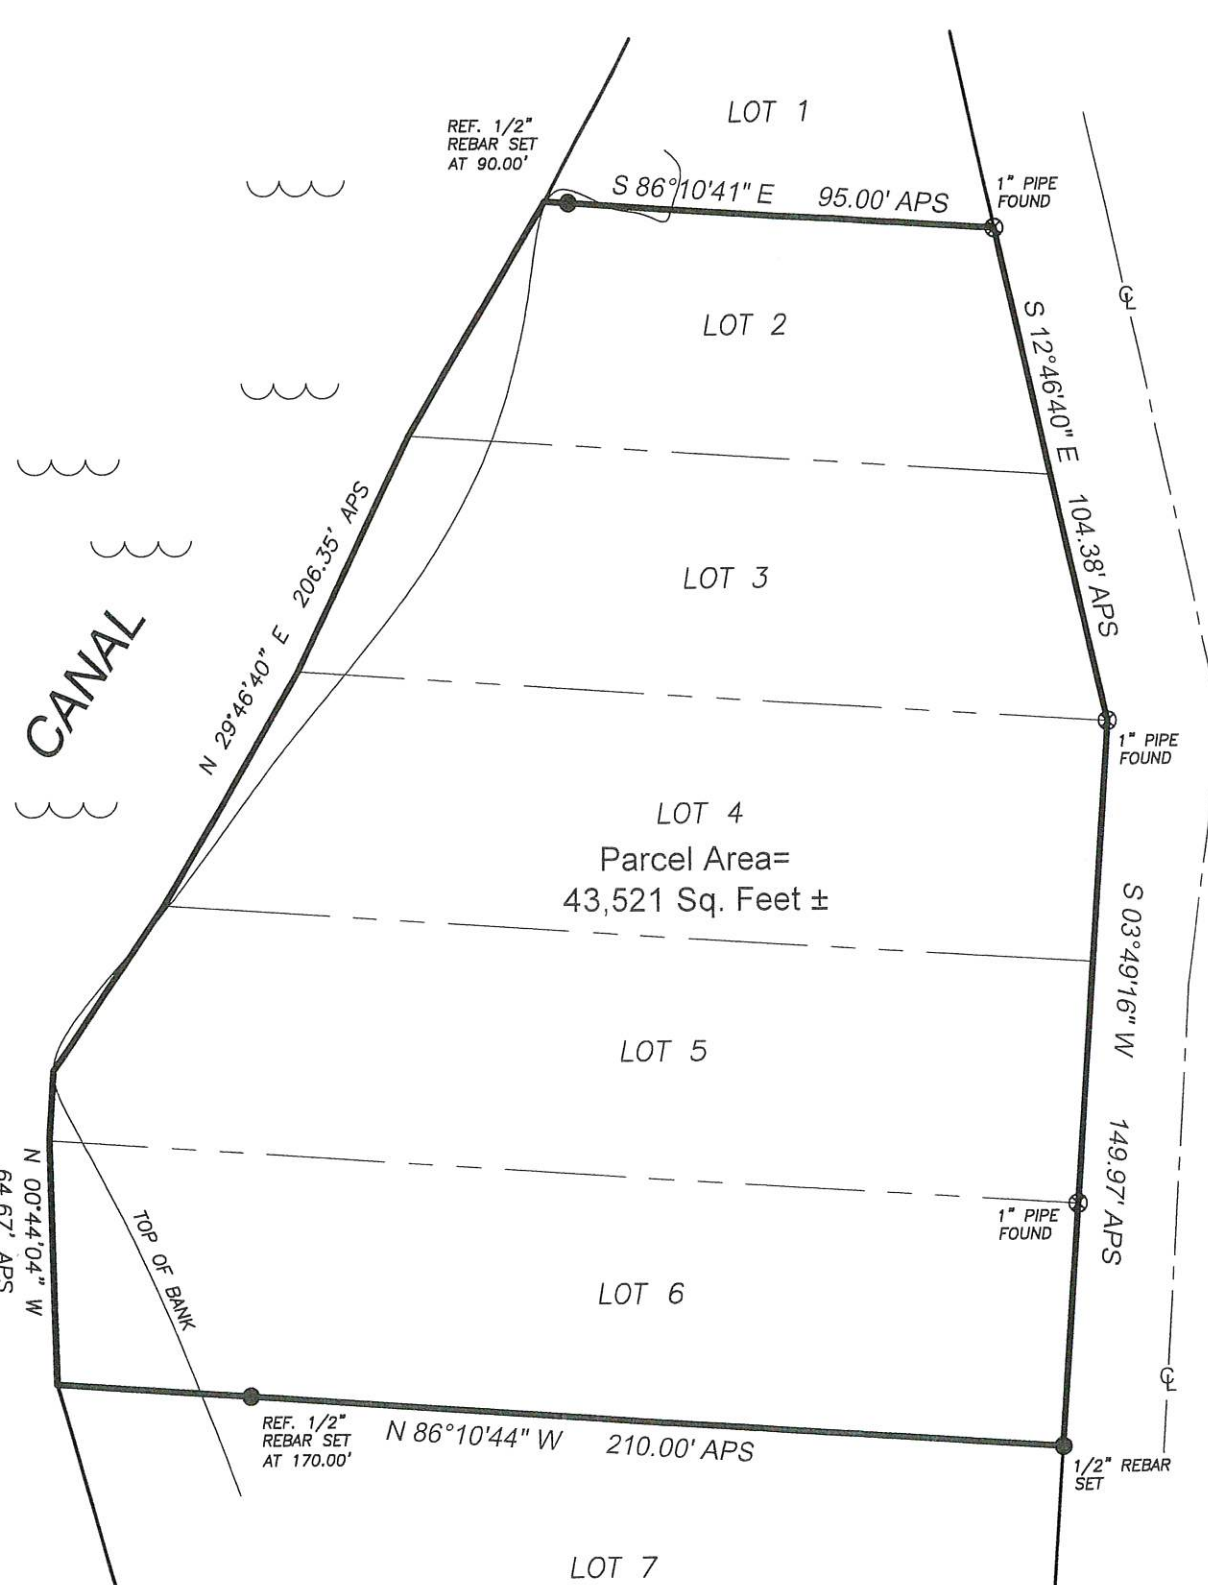 LOT 1
REF. 1/2"
REBAR SET
AT 90.00'
S 86°10'41" E 95.00' APS
1" PIPE
FOUND
LOT 2
℄
S 12°46'40" E 104.38' APS
LOT 3
N 29°46'40" E 206.35' APS
CANAL
1" PIPE
FOUND
LOT 4
Parcel Area=
43,521 Sq. Feet ±
S 03°49'16" W 149.97' APS
LOT 5
N 00°44'04" W
64.67' APS
1" PIPE
FOUND
TOP OF BANK
LOT 6
℄
REF. 1/2"
REBAR SET
AT 170.00'
N 86°10'44" W 210.00' APS
1/2" REBAR
SET
LOT 7